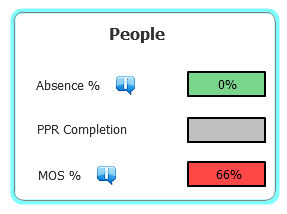 People
Absence % 0%
PPR Completion
MOS % 66%